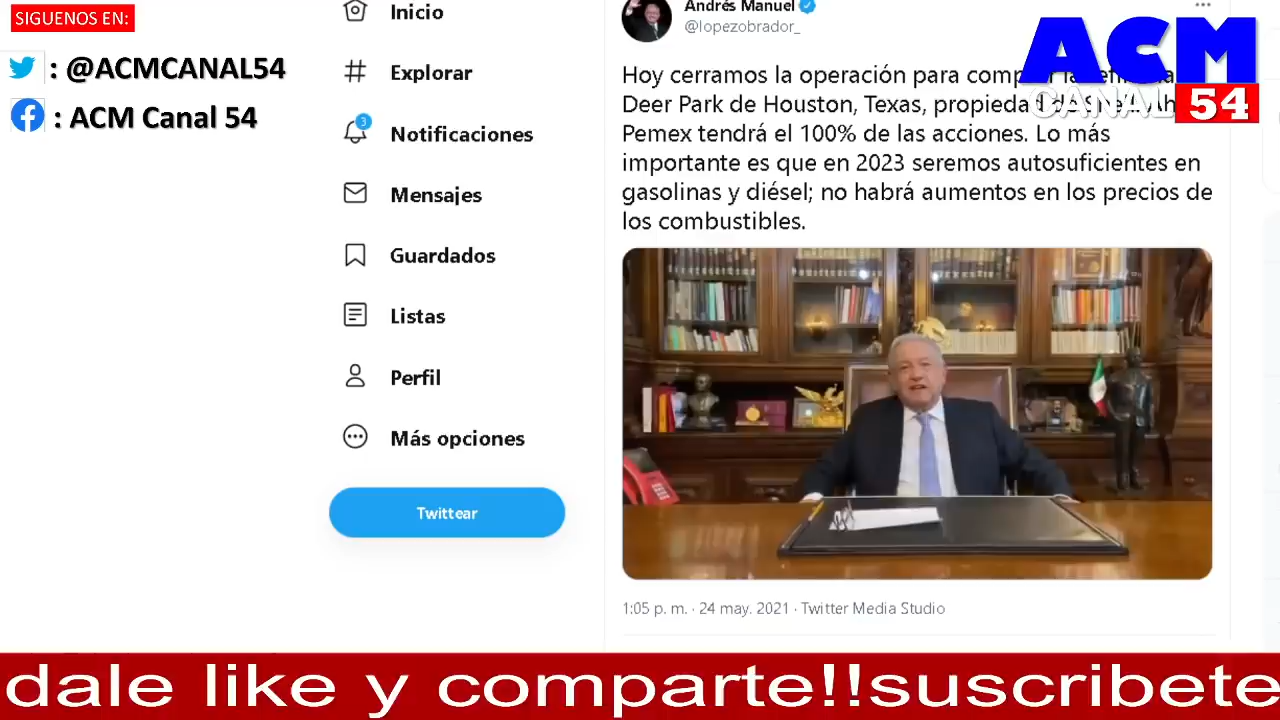 SIGUENOS EN:
: @ACMCANAL54
: ACM Canal 54
Inicio
Explorar
3
Notificaciones
Mensajes
Guardados
Listas
Perfil
Más opciones
Twittear
Andrés Manuel
@lopezobrador_
Hoy cerramos la operación para
Deer Park de Houston, Texas, propiedad
Pemex tendrá el 100% de las acciones. Lo más
importante es que en 2023 seremos autosuficientes en
gasolinas y diésel; no habrá aumentos en los precios de
los combustibles.
1:05 p. m. · 24 may. 2021 · Twitter Media Studio
ACM
CANAL 54
dale like y comparte!!suscribete